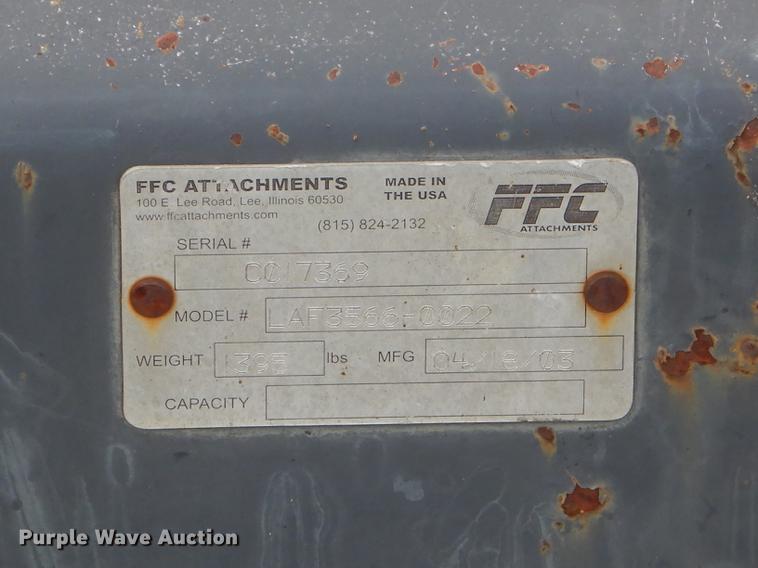 FFC ATTACHMENTS
100 E. Lee Road, Lee, Illinois 60530
www.ffcattachments.com
(815) 824-2132
MADE IN
THE USA
FFC
ATTACHMENTS
SERIAL #
0017369
MODEL # LAF3566-0022
WEIGHT 1395 lbs MFG 04/18/03
CAPACITY
Purple Wave Auction